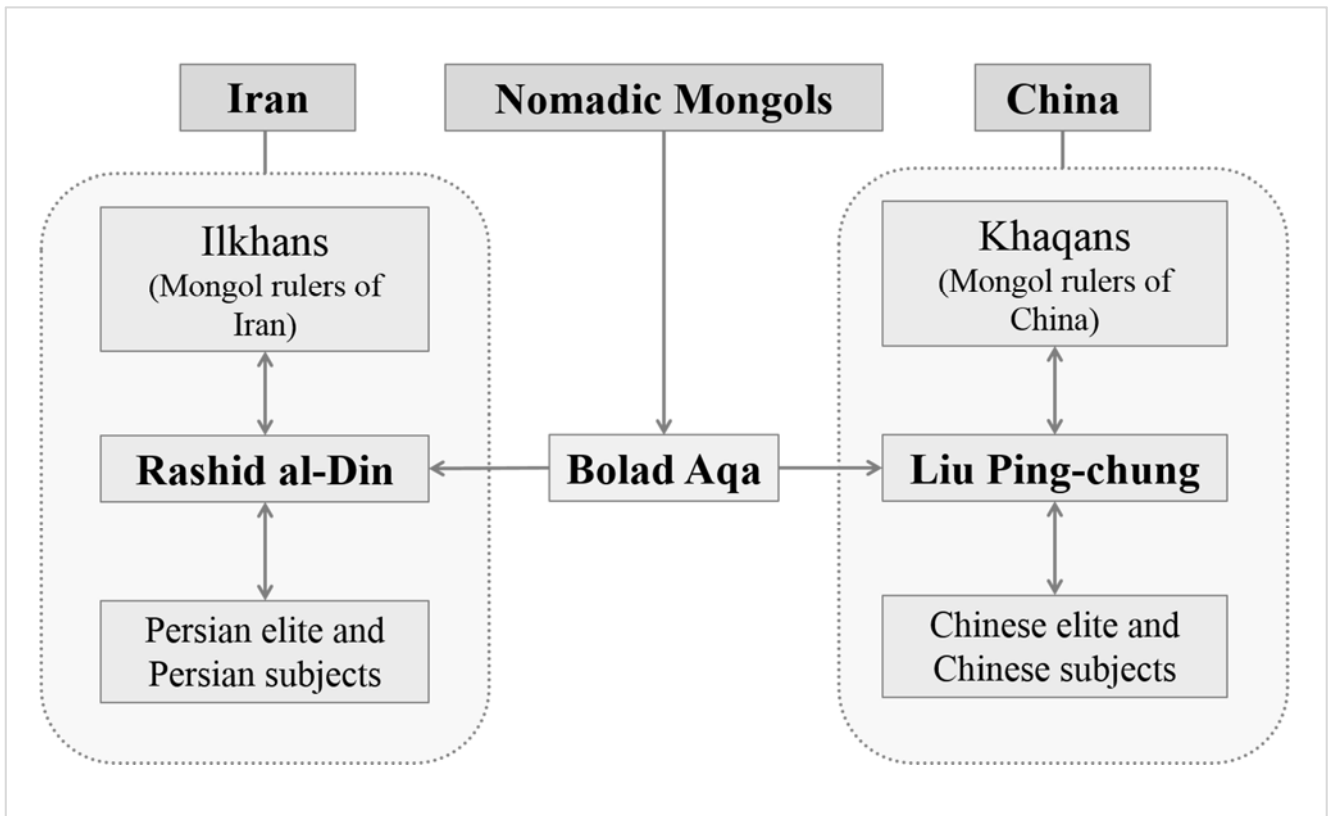 Iran
Nomadic Mongols
China
Ilkhans
(Mongol rulers of
Iran)
Khaqans
(Mongol rulers of
China)
Rashid al-Din
Bolad Aqa
Liu Ping-chung
Persian elite and
Persian subjects
Chinese elite and
Chinese subjects